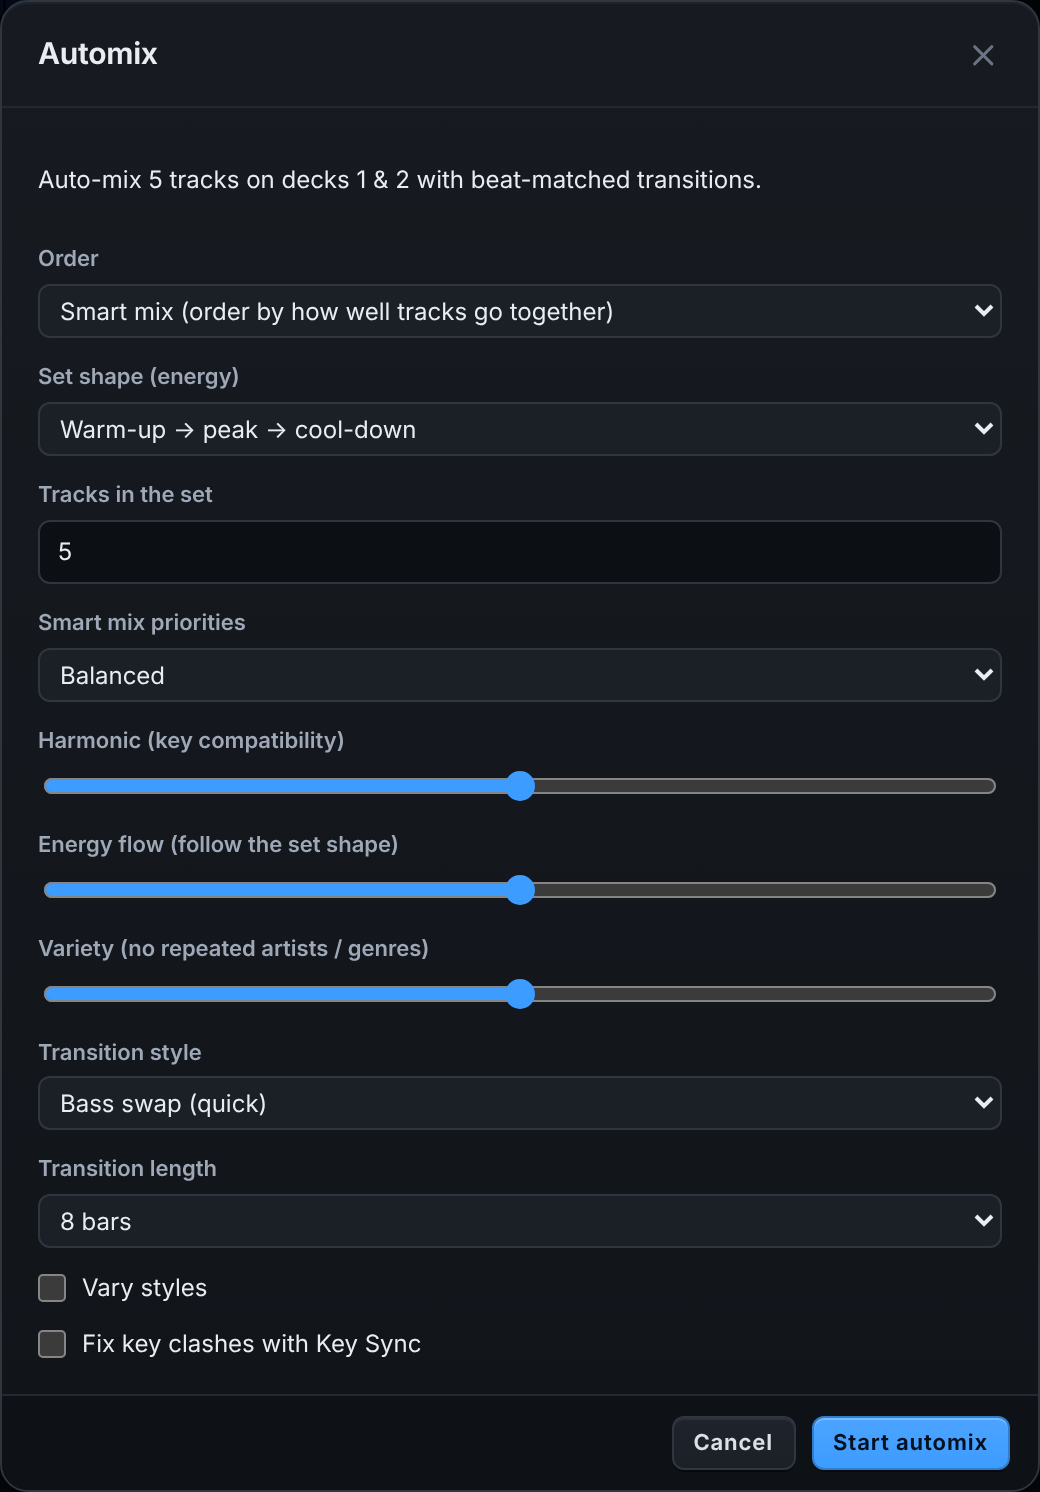 Automix
Auto-mix 5 tracks on decks 1 & 2 with beat-matched transitions.
Order
Smart mix (order by how well tracks go together)
Set shape (energy)
Warm-up → peak → cool-down
Tracks in the set
5
Smart mix priorities
Balanced
Harmonic (key compatibility)
Energy flow (follow the set shape)
Variety (no repeated artists / genres)
Transition style
Bass swap (quick)
Transition length
8 bars
Vary styles
Fix key clashes with Key Sync
Cancel
Start automix